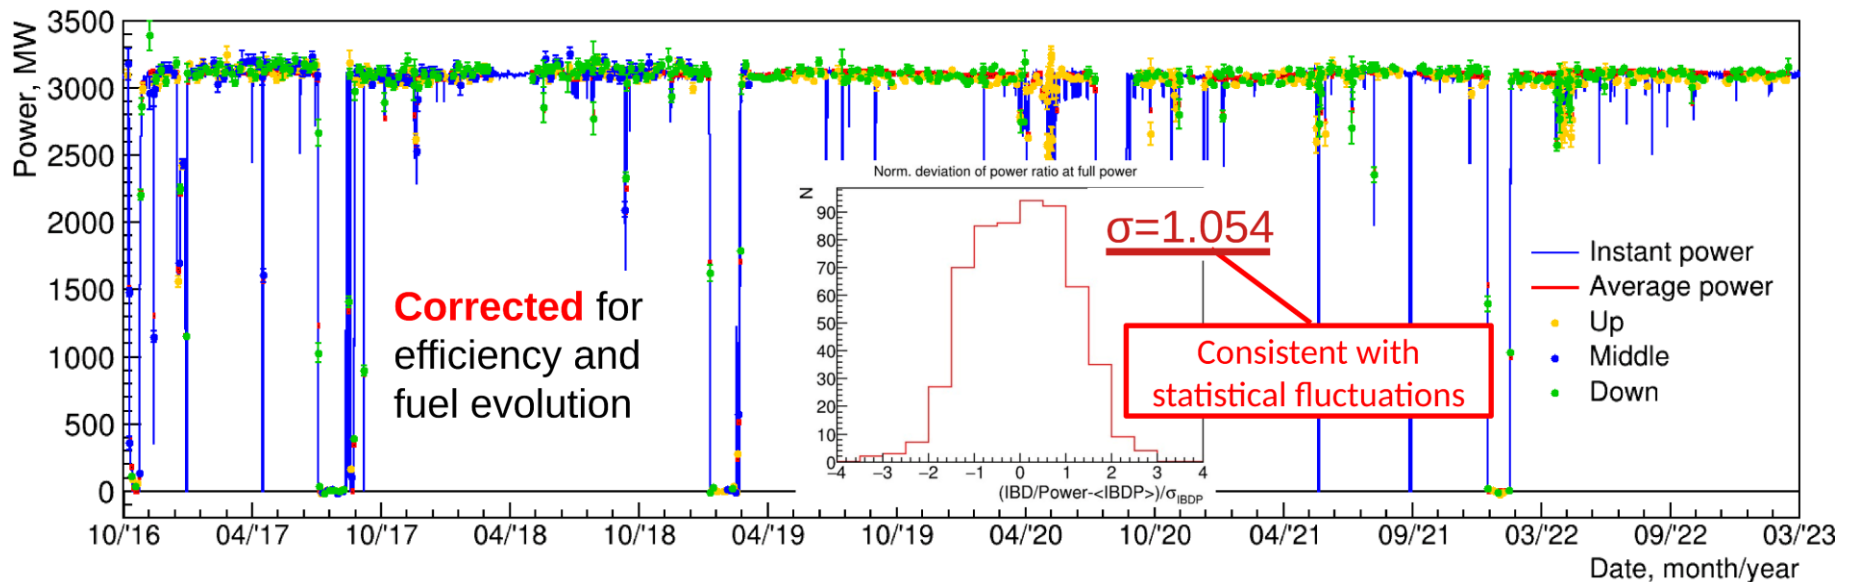 3500
3000
2500
2000
1500
1000
500
0
Power, MW
10/'16
04/'17
10/'17
04/'18
10/'18
04/'19
10/'19
04/'20
10/'20
04/'21
09/'21
03/'22
09/'22
03/'23
Date, month/year
Corrected for
efficiency and
fuel evolution
Norm. deviation of power ratio at full power
N
90
80
70
60
50
40
30
20
10
0
−4
−3
−2
−1
0
1
2
3
4
(IBD/Power-<IBDP>)/σIBDP
σ=1.054
Consistent with
statistical fluctuations
Instant power
Average power
Up
Middle
Down